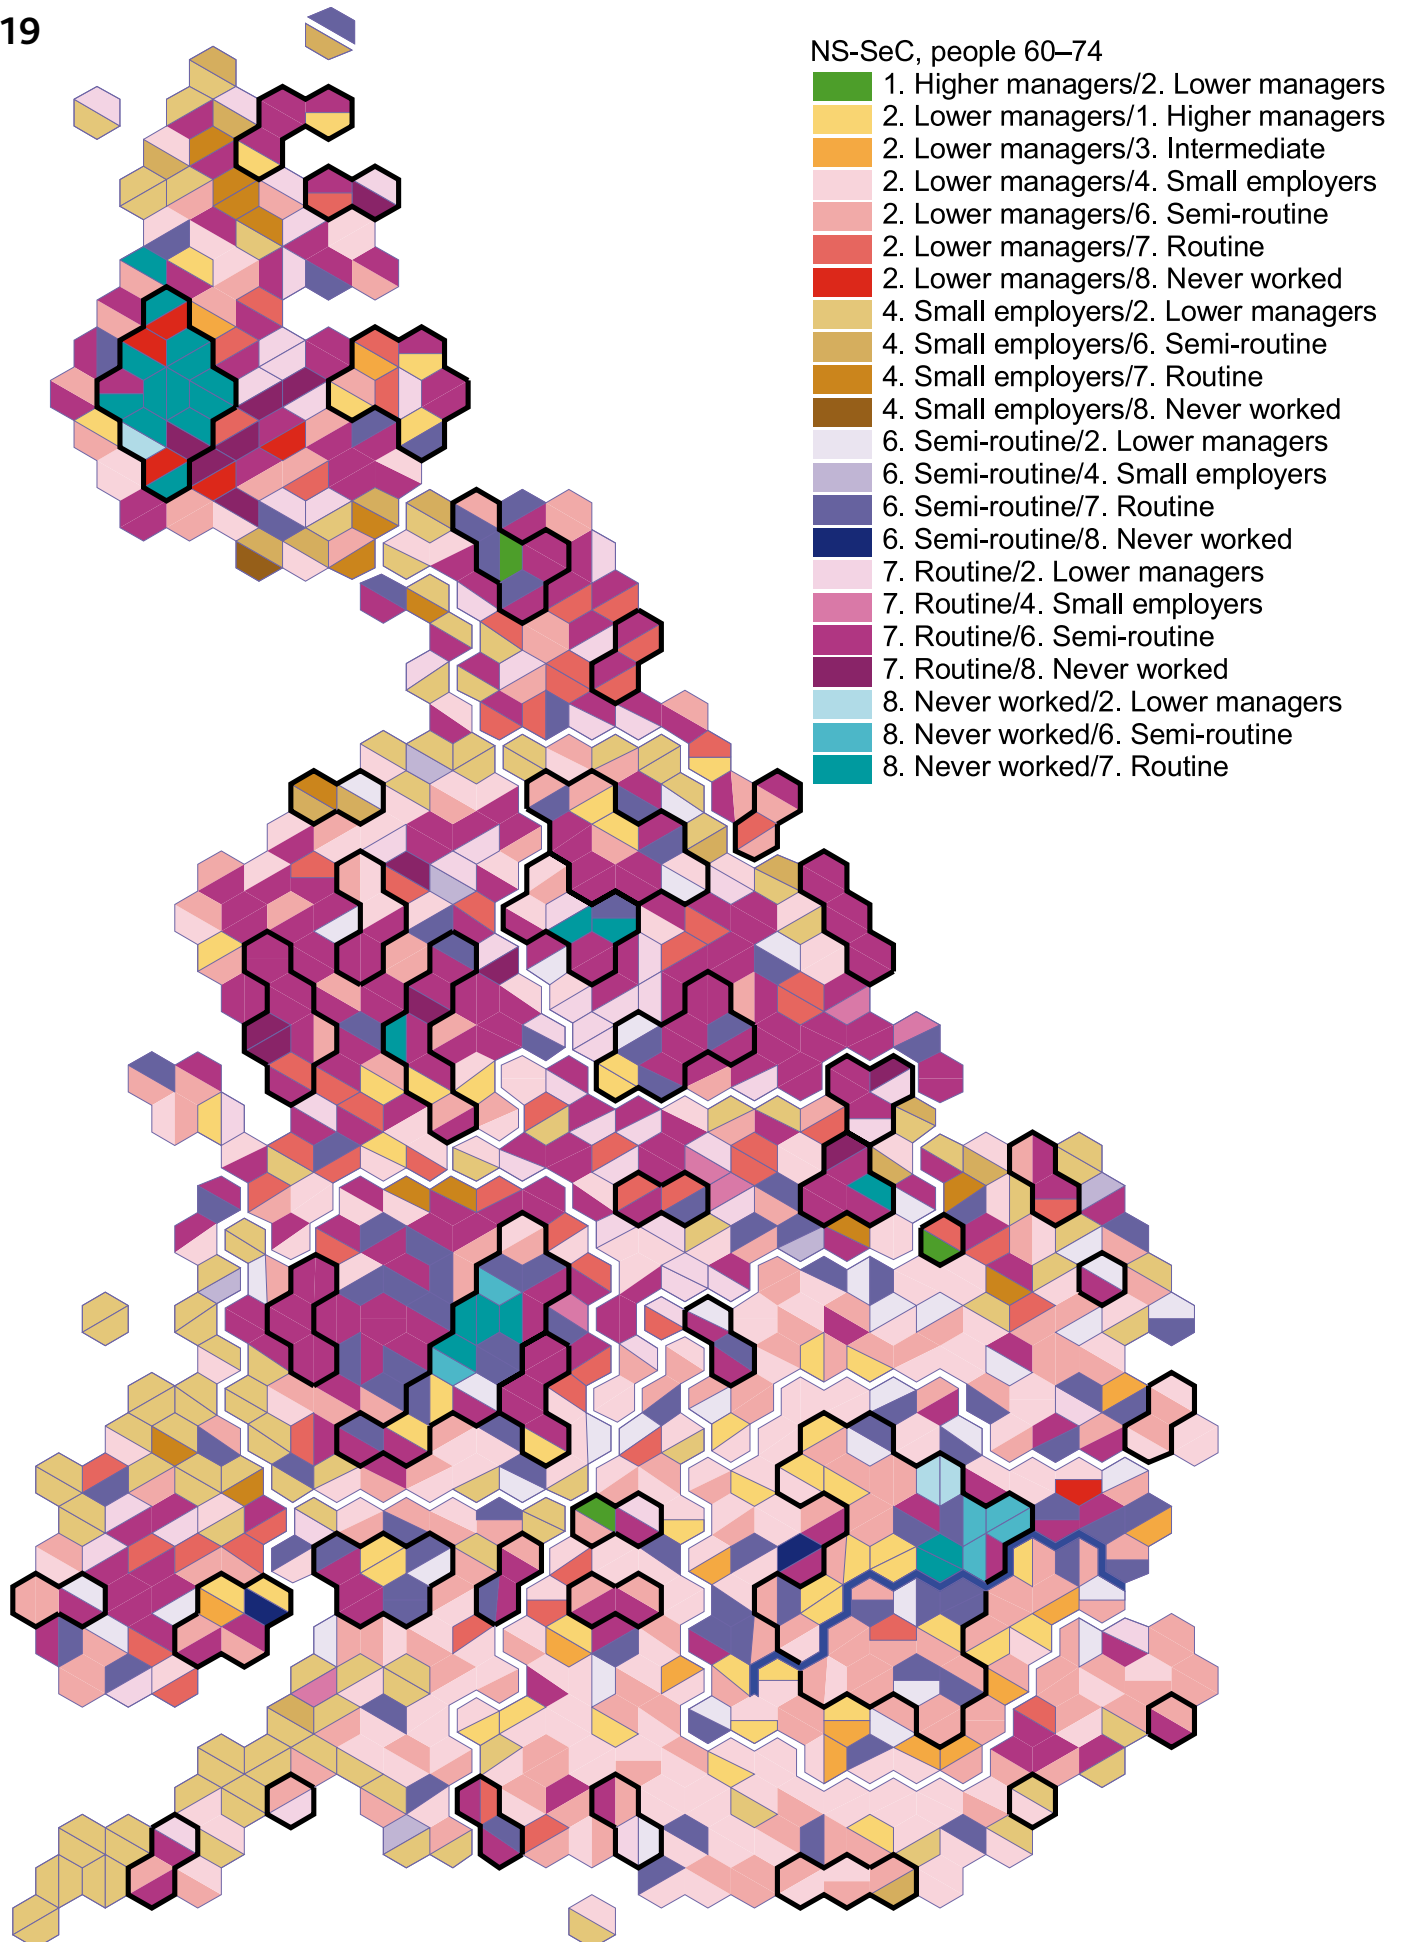 19
NS-SeC, people 60–74
1. Higher managers/2. Lower managers
2. Lower managers/1. Higher managers
2. Lower managers/3. Intermediate
2. Lower managers/4. Small employers
2. Lower managers/6. Semi-routine
2. Lower managers/7. Routine
2. Lower managers/8. Never worked
4. Small employers/2. Lower managers
4. Small employers/6. Semi-routine
4. Small employers/7. Routine
4. Small employers/8. Never worked
6. Semi-routine/2. Lower managers
6. Semi-routine/4. Small employers
6. Semi-routine/7. Routine
6. Semi-routine/8. Never worked
7. Routine/2. Lower managers
7. Routine/4. Small employers
7. Routine/6. Semi-routine
7. Routine/8. Never worked
8. Never worked/2. Lower managers
8. Never worked/6. Semi-routine
8. Never worked/7. Routine